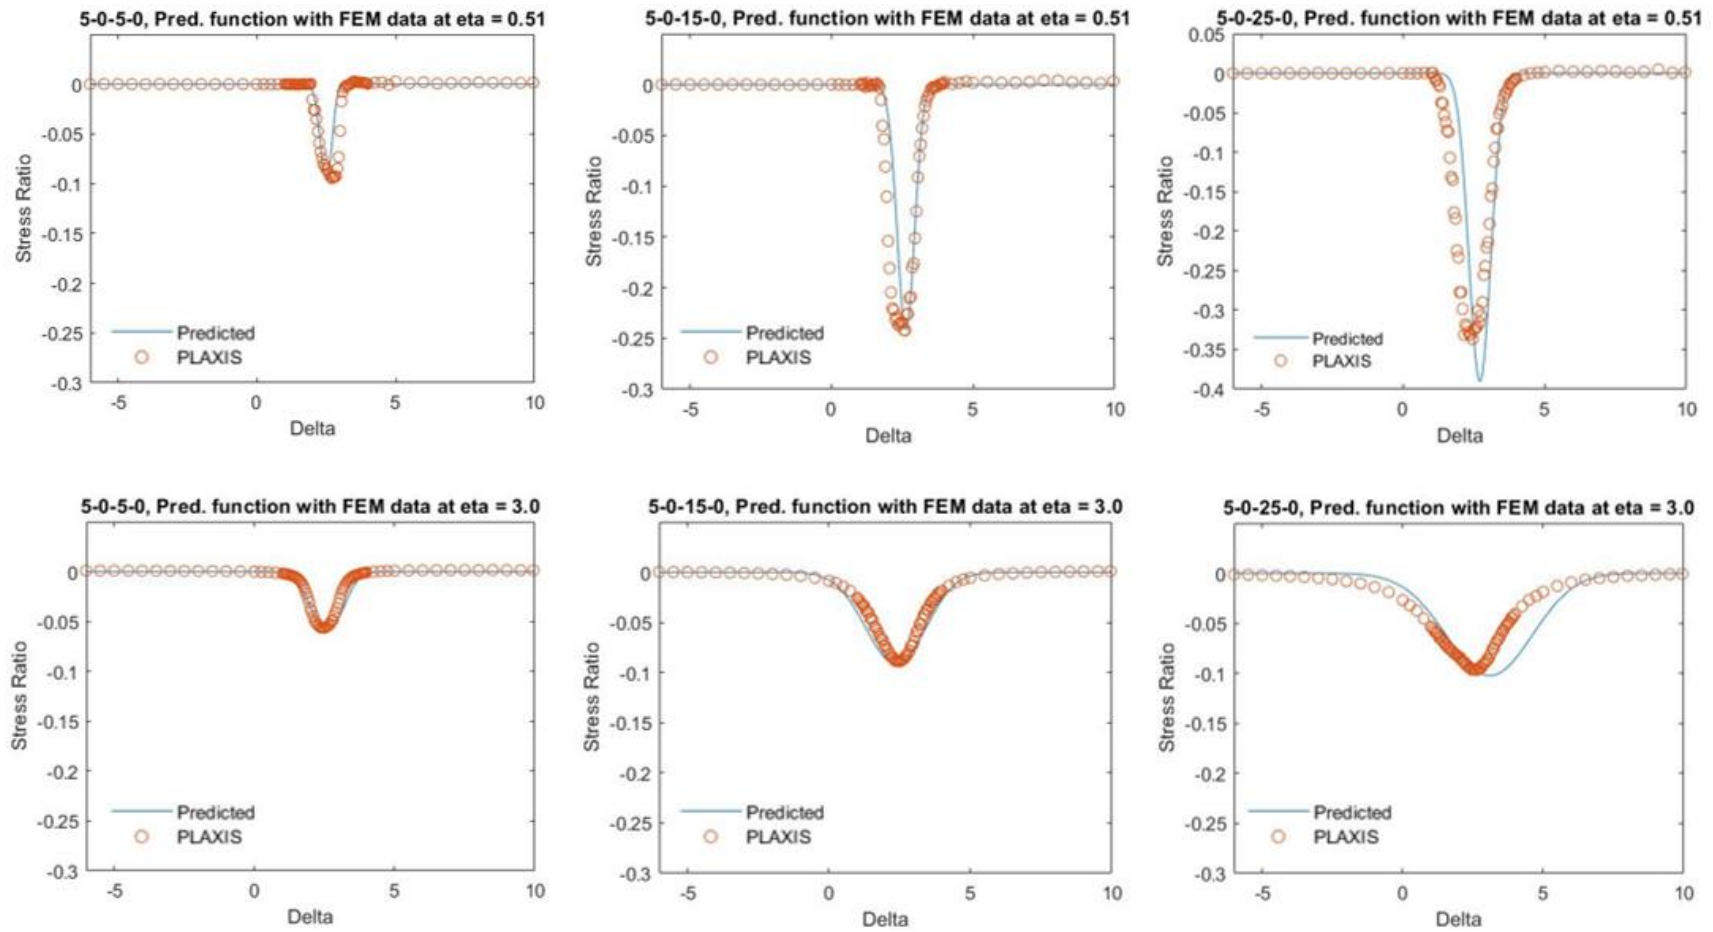 5-0-5-0, Pred. function with FEM data at eta = 0.51
0
-0.05
-0.1
-0.15
-0.2
-0.25
-0.3
Stress Ratio
Predicted
PLAXIS
-5
0
5
10
Delta
5-0-15-0, Pred. function with FEM data at eta = 0.51
0
-0.05
-0.1
-0.15
-0.2
-0.25
-0.3
Stress Ratio
Predicted
PLAXIS
-5
0
5
10
Delta
5-0-25-0, Pred. function with FEM data at eta = 0.51
0.05
0
-0.05
-0.1
-0.15
-0.2
-0.25
-0.3
-0.35
-0.4
Stress Ratio
Predicted
PLAXIS
-5
0
5
10
Delta
5-0-5-0, Pred. function with FEM data at eta = 3.0
0
-0.05
-0.1
-0.15
-0.2
-0.25
-0.3
Stress Ratio
Predicted
PLAXIS
-5
0
5
10
Delta
5-0-15-0, Pred. function with FEM data at eta = 3.0
0
-0.05
-0.1
-0.15
-0.2
-0.25
-0.3
Stress Ratio
Predicted
PLAXIS
-5
0
5
10
Delta
5-0-25-0, Pred. function with FEM data at eta = 3.0
0
-0.05
-0.1
-0.15
-0.2
-0.25
-0.3
Stress Ratio
Predicted
PLAXIS
-5
0
5
10
Delta